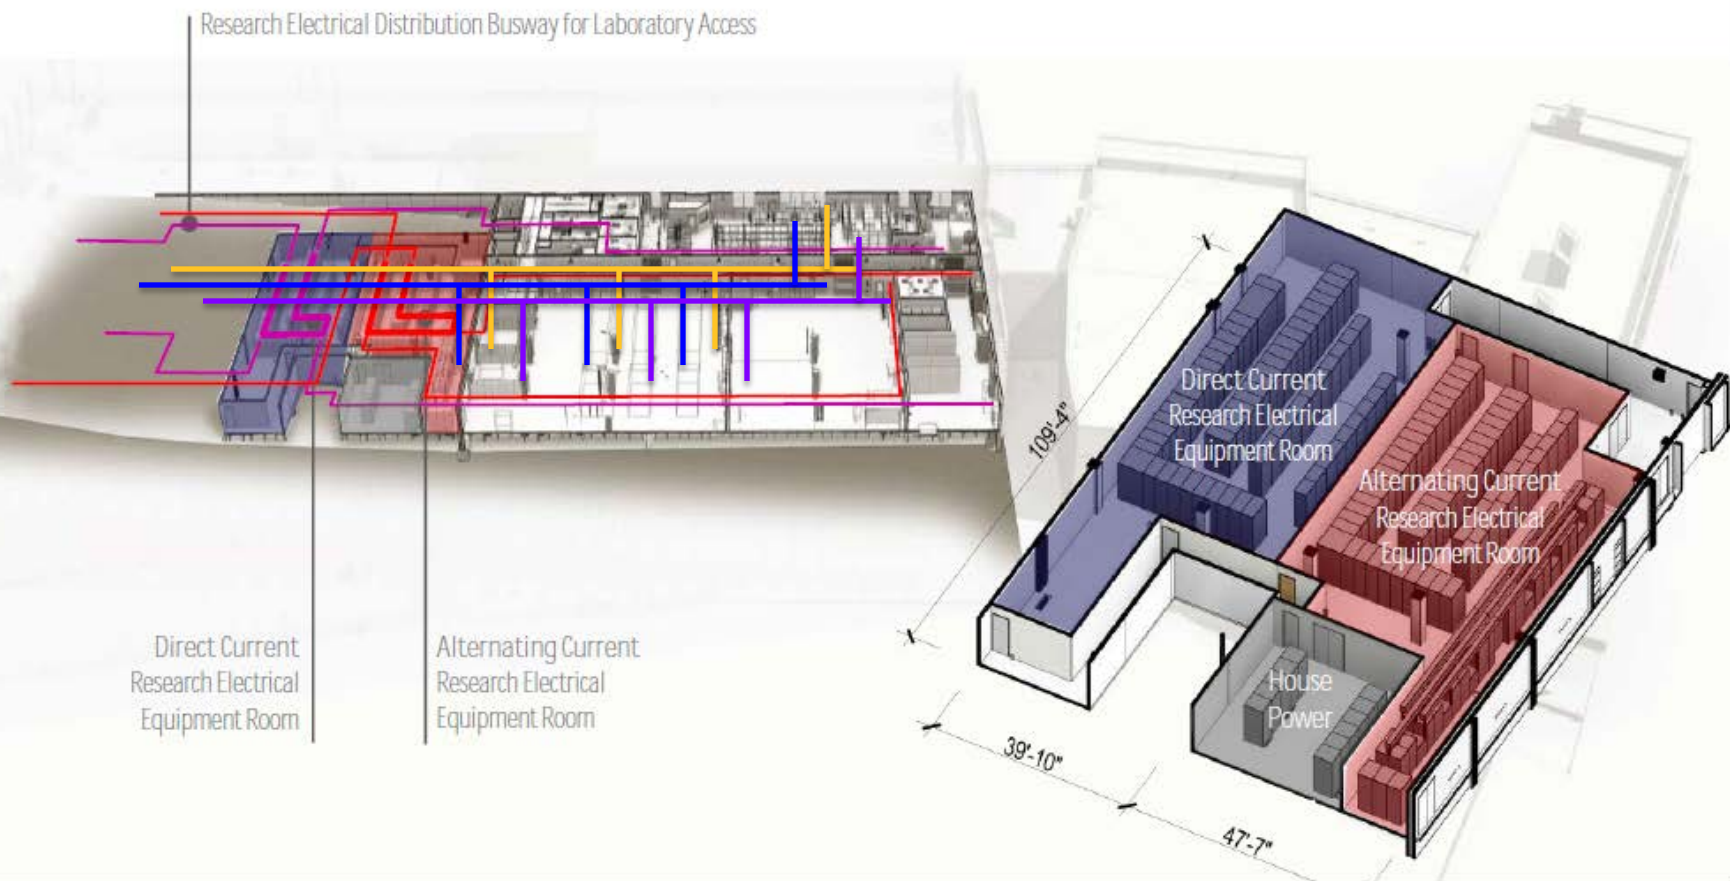 Research Electrical Distribution Busway for Laboratory Access
Direct Current
Research Electrical
Equipment Room
Alternating Current
Research Electrical
Equipment Room
109'-4"
Direct Current
Research Electrical
Equipment Room
Alternating Current
Research Electrical
Equipment Room
House
Power
39'-10"
47'-7"